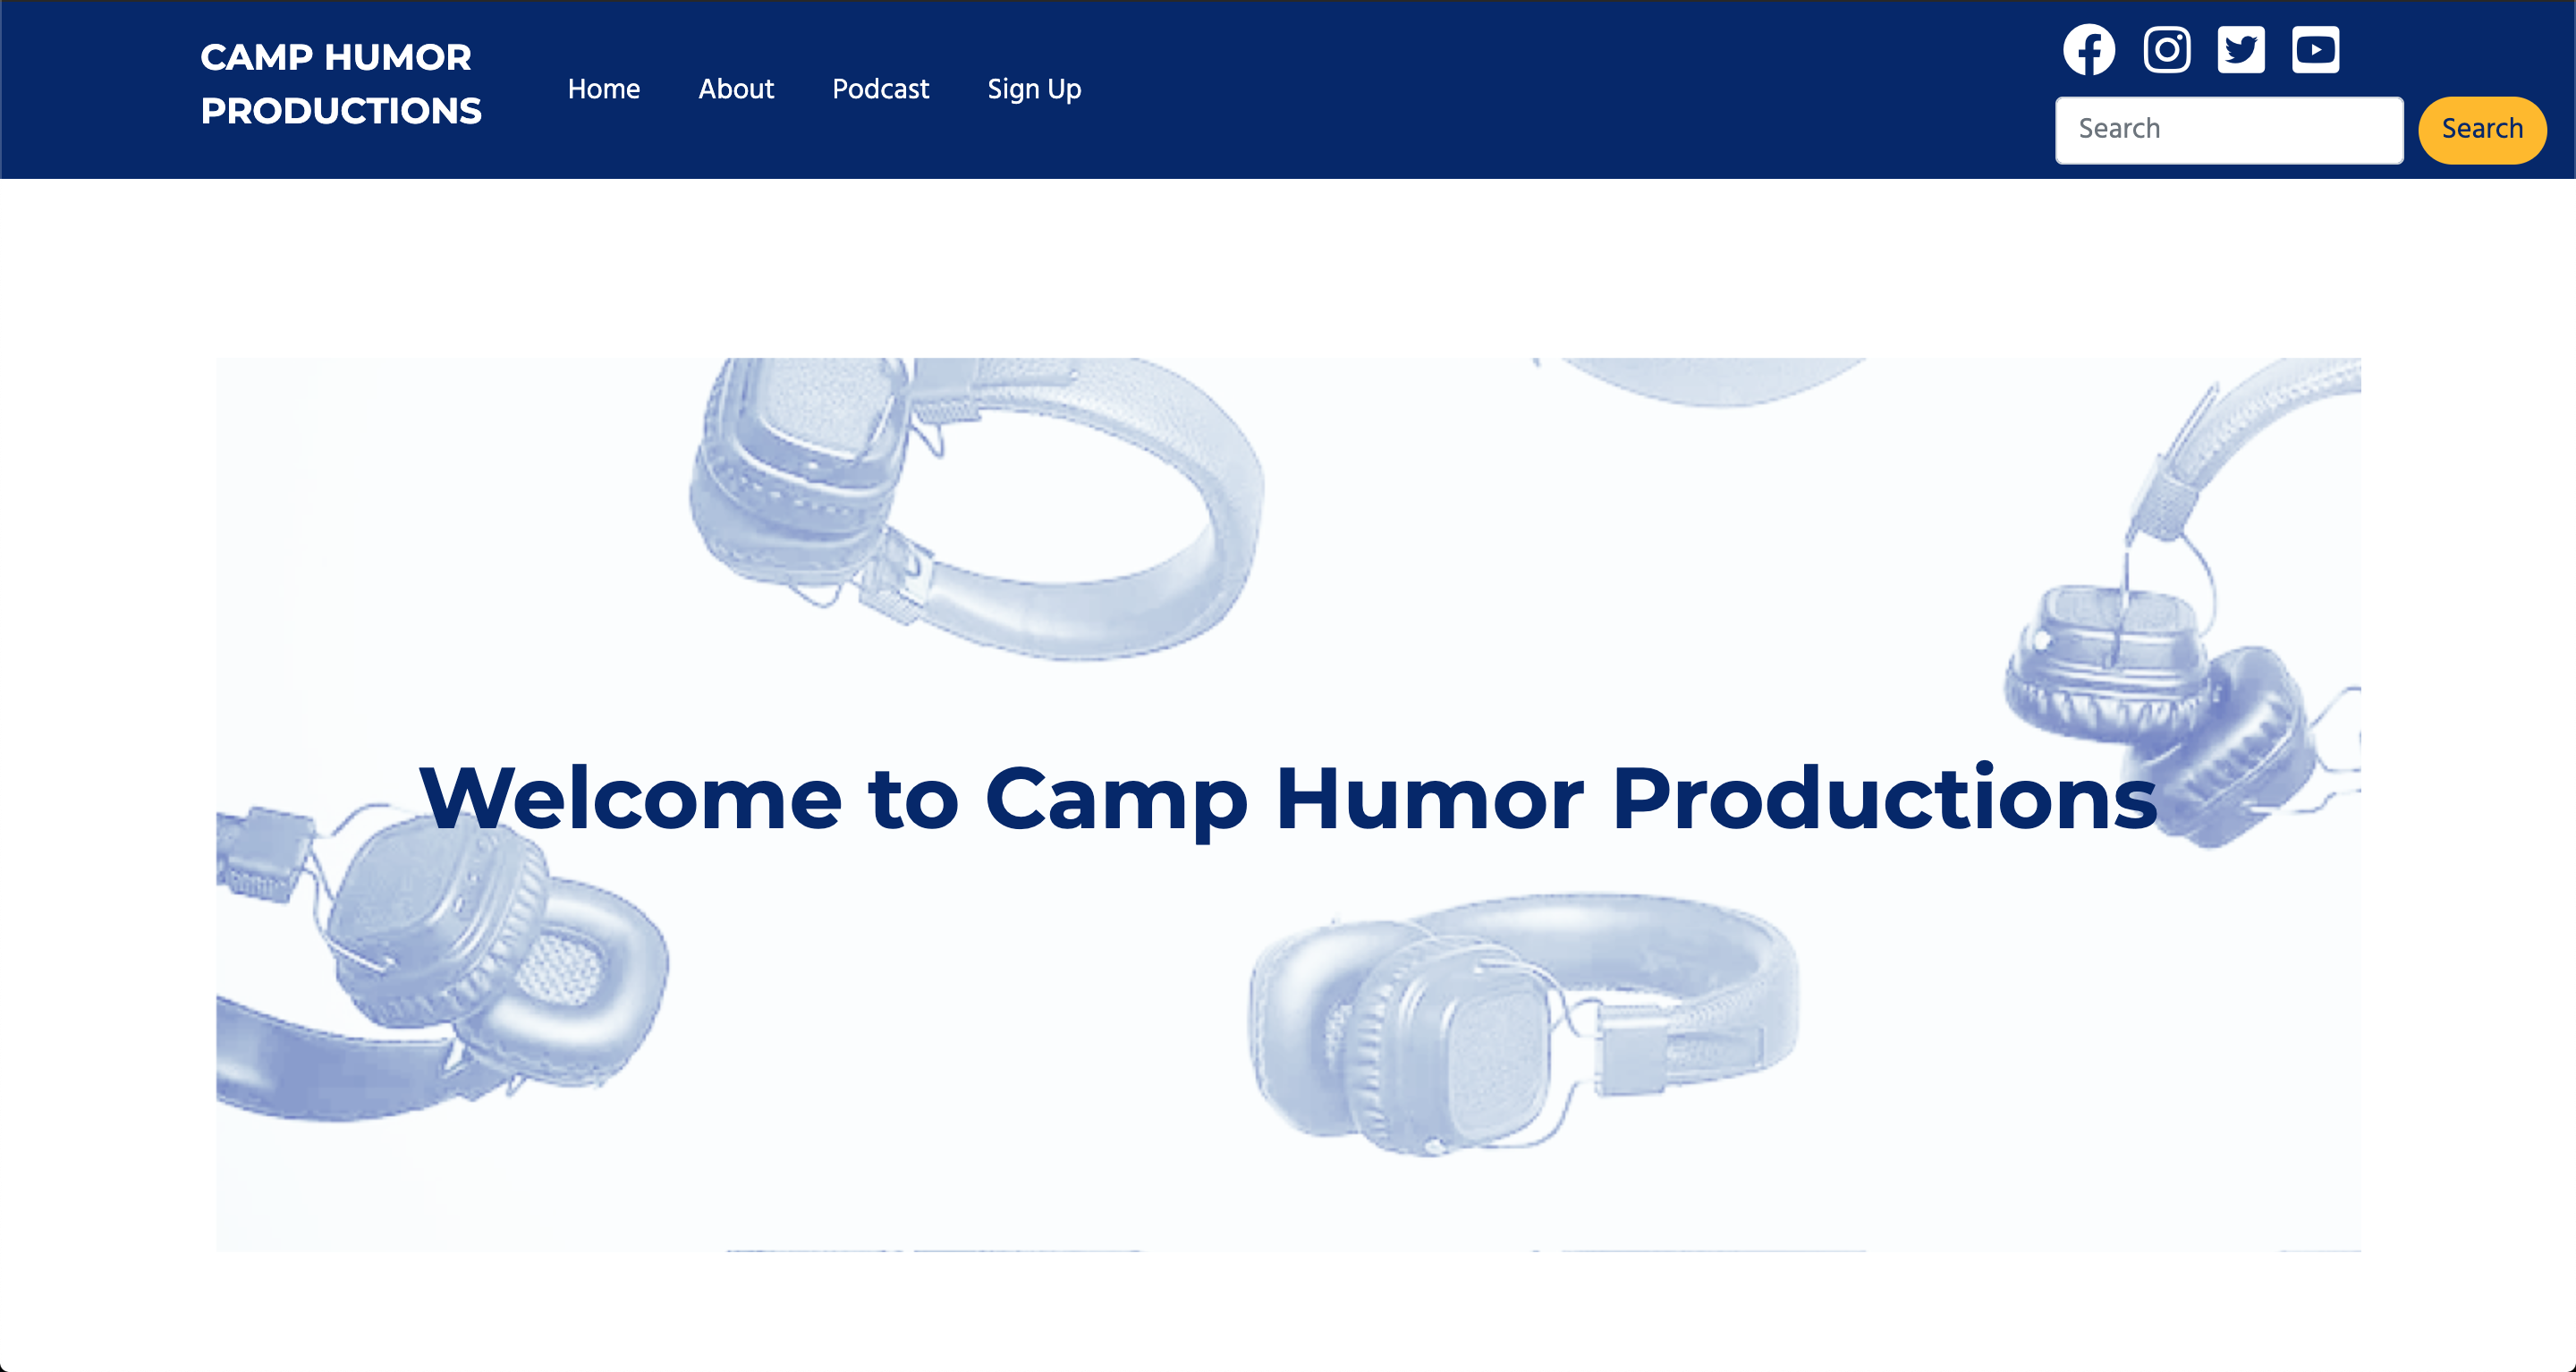 CAMP HUMOR
PRODUCTIONS
Home About Podcast Sign Up
Search Search
Welcome to Camp Humor Productions